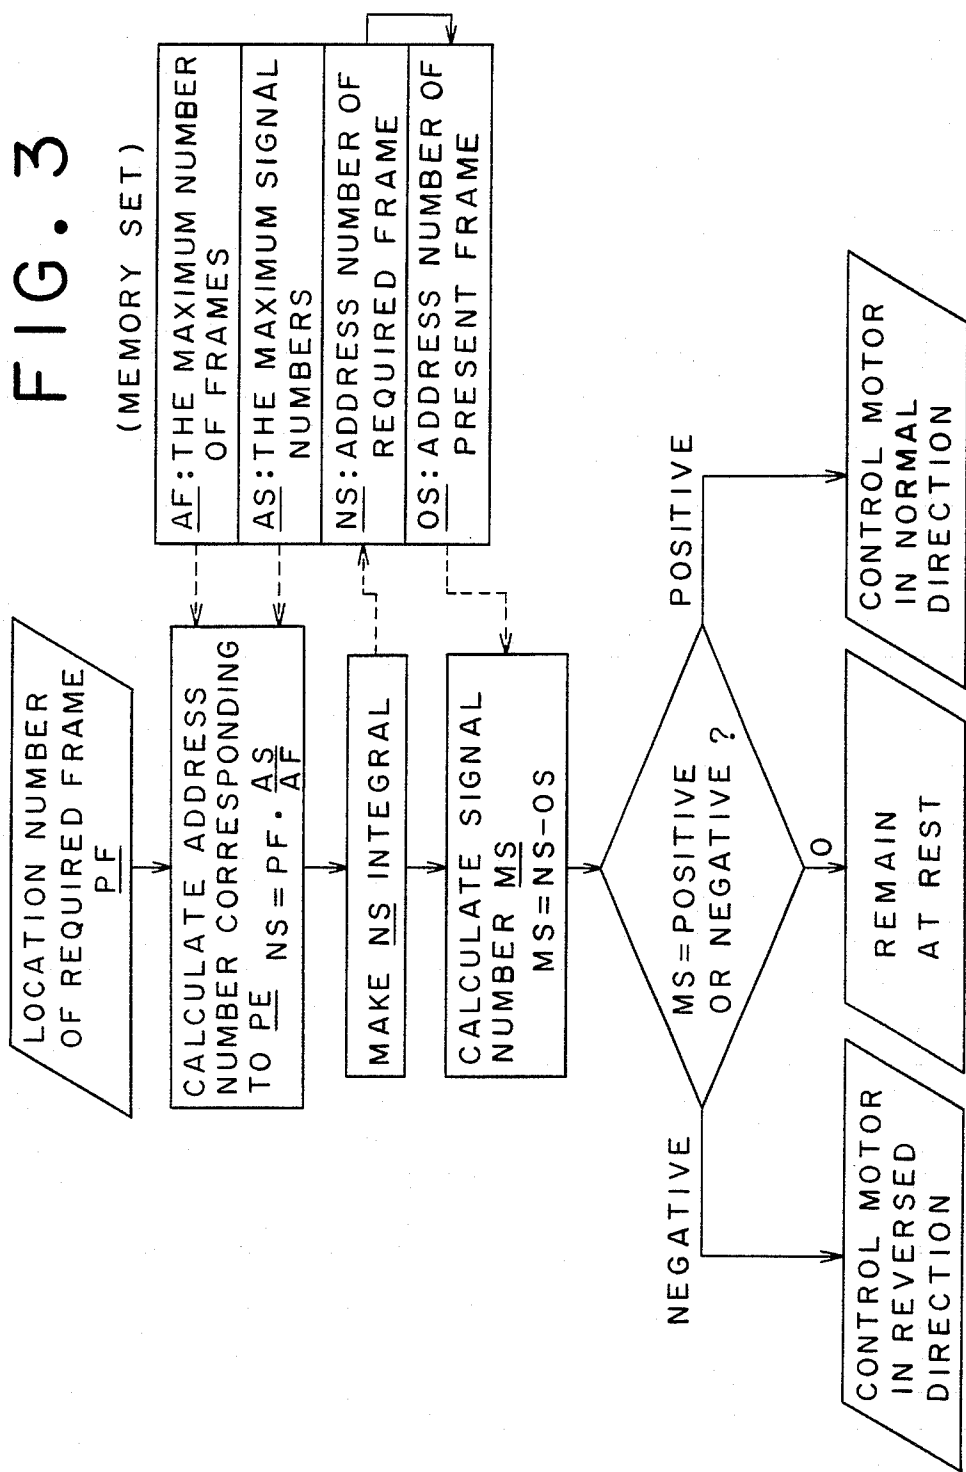 FIG. 3
LOCATION NUMBER
OF REQUIRED FRAME
PF
(MEMORY SET)
AF: THE MAXIMUM NUMBER
OF FRAMES
AS: THE MAXIMUM SIGNAL
NUMBERS
NS: ADDRESS NUMBER OF
REQUIRED FRAME
OS: ADDRESS NUMBER OF
PRESENT FRAME
CALCULATE ADDRESS
NUMBER CORRESPONDING
TO PE NS=PF· AS
AF
MAKE NS INTEGRAL
CALCULATE SIGNAL
NUMBER MS
MS=NS-OS
MS=POSITIVE
OR NEGATIVE ?
NEGATIVE
O
POSITIVE
CONTROL MOTOR
IN REVERSED
DIRECTION
REMAIN
AT REST
CONTROL MOTOR
IN NORMAL
DIRECTION